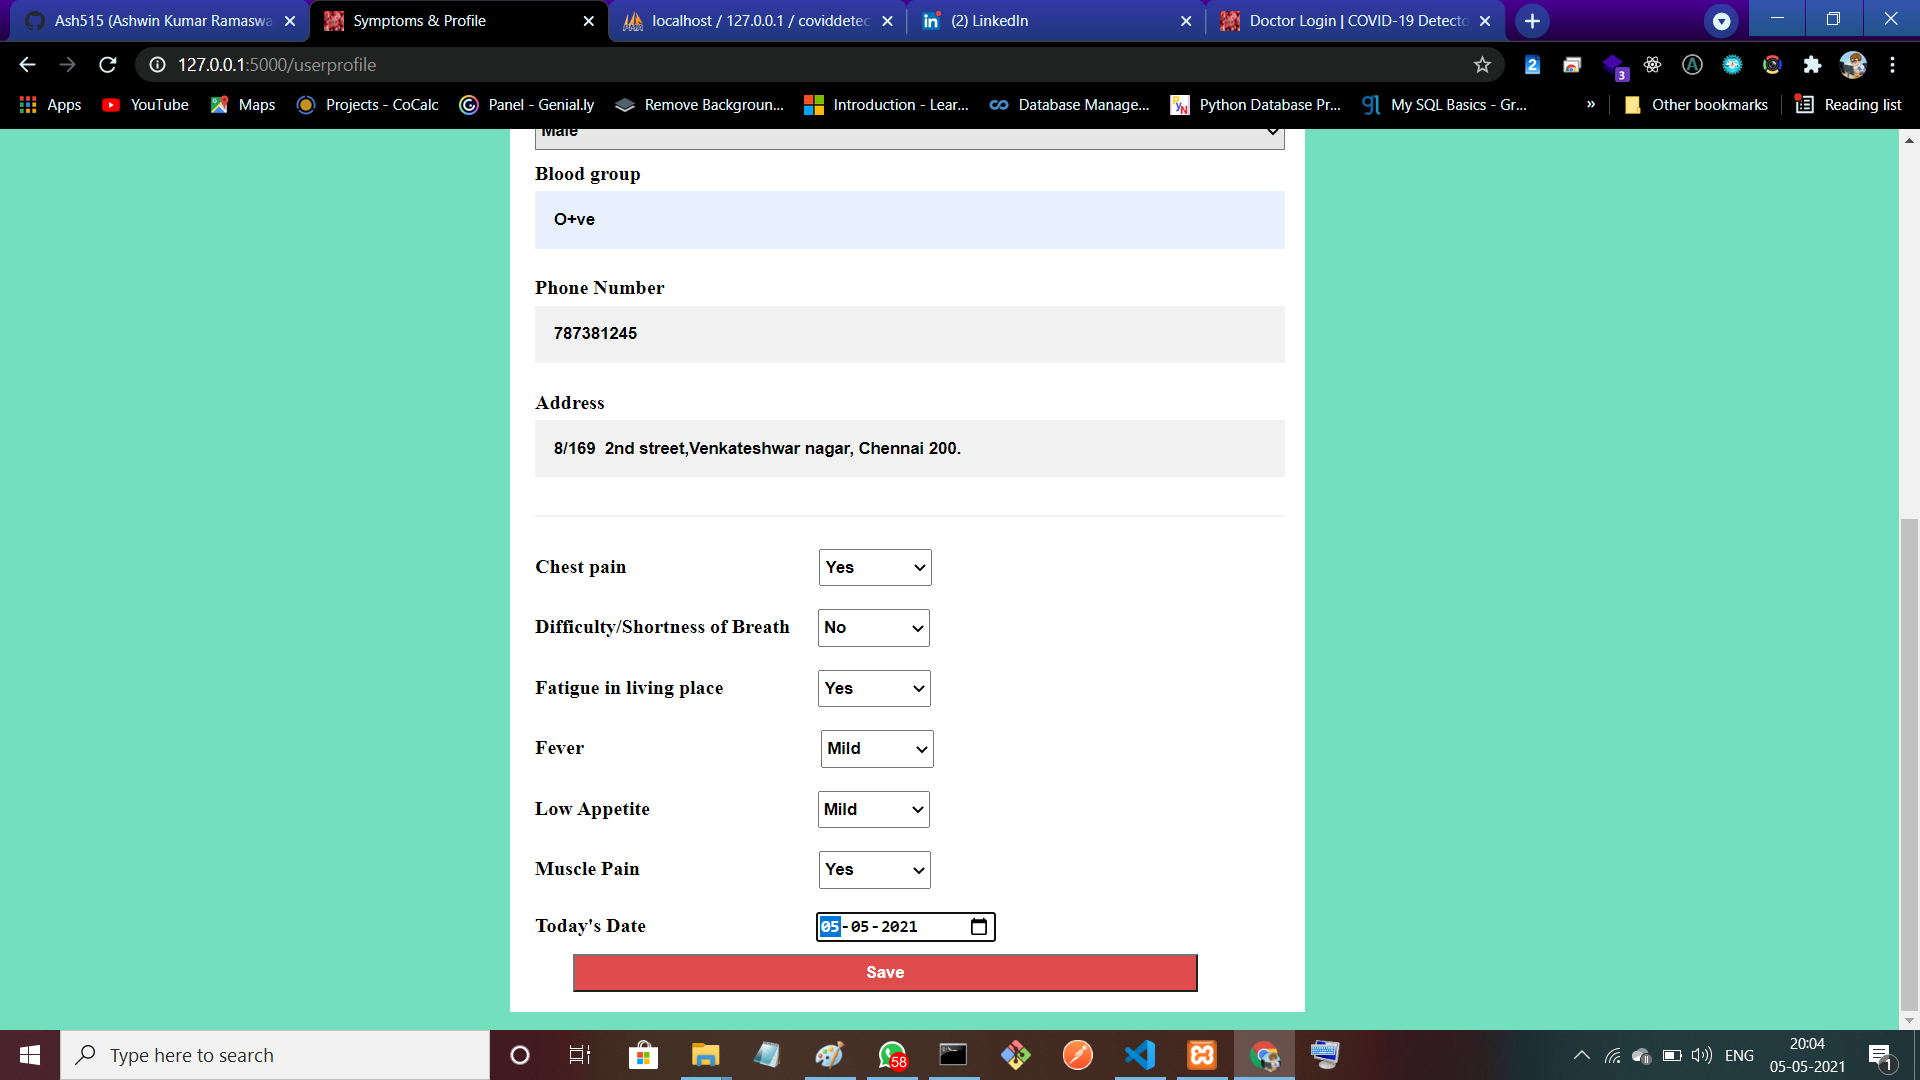 Ash515 (Ashwin Kumar Ramaswa
Symptoms & Profile
localhost / 127.0.0.1 / coviddetec
(2) LinkedIn
Doctor Login | COVID-19 Detecto
127.0.0.1:5000/userprofile
2
3
Apps
YouTube
Maps
Projects - CoCalc
Panel - Genial.ly
Remove Backgroun...
Introduction - Lear...
Database Manage...
Python Database Pr...
My SQL Basics - Gr...
»
Other bookmarks
Reading list
Male
Blood group
O+ve
Phone Number
787381245
Address
8/169  2nd street,Venkateshwar nagar, Chennai 200.
Chest pain Yes
Difficulty/Shortness of Breath No
Fatigue in living place Yes
Fever Mild
Low Appetite Mild
Muscle Pain Yes
Today's Date 05-05-2021
Save
Type here to search
58
ENG
20:04
05-05-2021
1